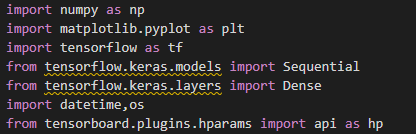 import numpy as np
import matplotlib.pyplot as plt
import tensorflow as tf
from tensorflow.keras.models import Sequential
from tensorflow.keras.layers import Dense
import datetime,os
from tensorboard.plugins.hparams import api as hp